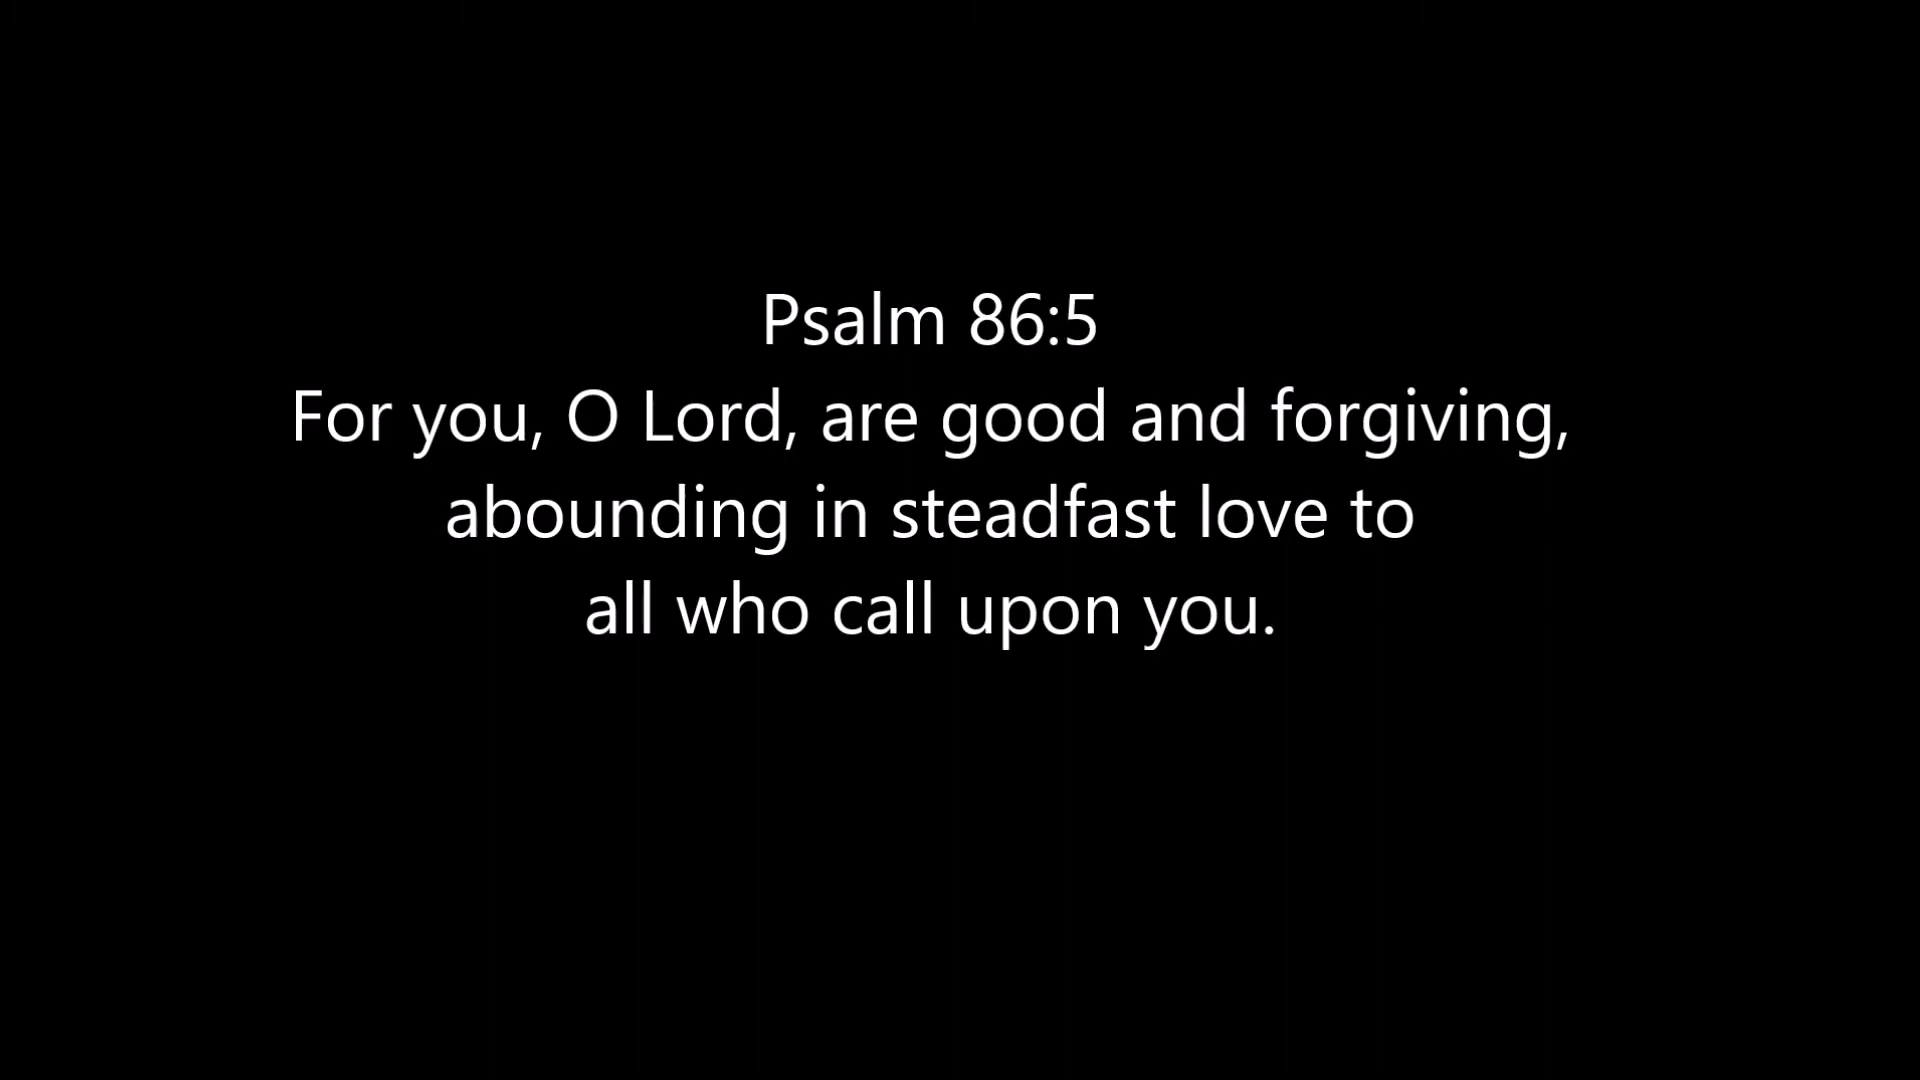 Psalm 86:5
For you, O Lord, are good and forgiving,
abounding in steadfast love to
all who call upon you.